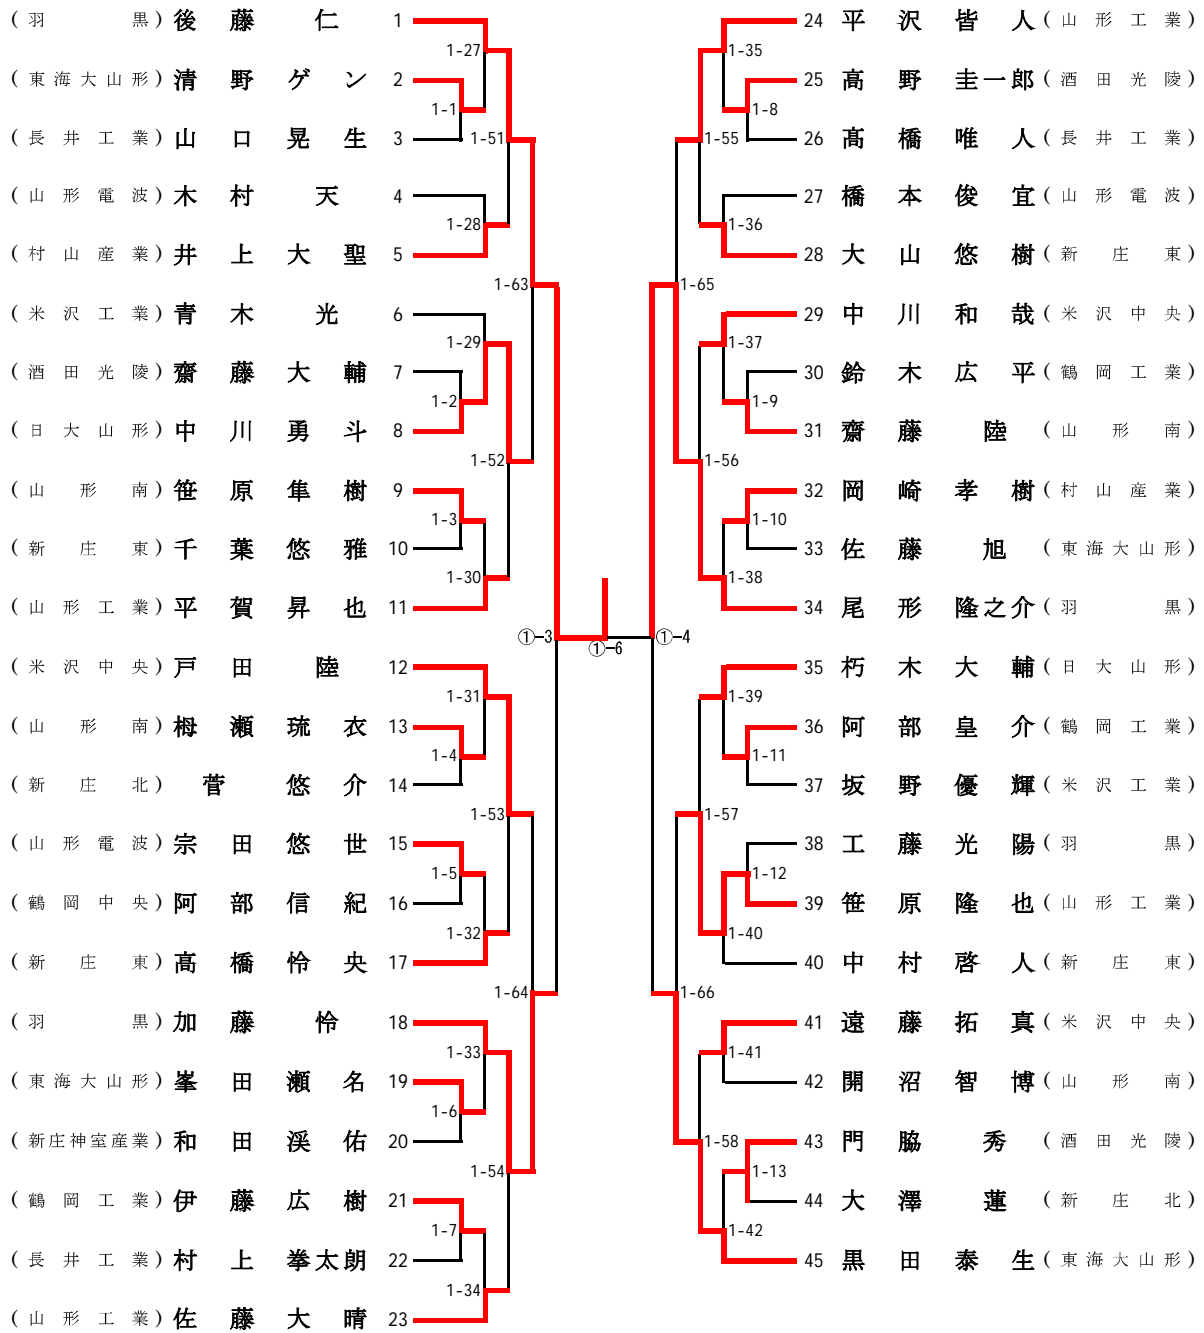 (羽黒) 後藤仁 1
1-27
(東海大山形) 清野ゲン 2
1-1
(長井工業) 山口晃生 3
1-51
(山形電波) 木村天 4
1-28
(村山産業) 井上大聖 5
1-63
(米沢工業) 青木光 6
1-29
(酒田光陵) 齋藤大輔 7
1-2
(日大山形) 中川勇斗 8
1-52
(山形南) 笹原隼樹 9
1-3
(新庄東) 千葉悠雅 10
1-30
(山形工業) 平賀昇也 11
①-3
(米沢中央) 戸田陸 12
1-31
(山形南) 栂瀬琉衣 13
1-4
(新庄北) 菅悠介 14
1-53
(山形電波) 宗田悠世 15
1-5
(鶴岡中央) 阿部信紀 16
1-32
(新庄東) 髙橋怜央 17
1-64
(羽黒) 加藤怜 18
1-33
(東海大山形) 峯田瀬名 19
1-6
(新庄神室産業) 和田渓佑 20
1-54
(鶴岡工業) 伊藤広樹 21
1-7
(長井工業) 村上拳太朗 22
1-34
(山形工業) 佐藤大晴 23
①-6
24 平沢皆人 (山形工業)
1-35
25 高野圭一郎 (酒田光陵)
1-8
26 髙橋唯人 (長井工業)
1-55
27 橋本俊宜 (山形電波)
1-36
28 大山悠樹 (新庄東)
1-65
29 中川和哉 (米沢中央)
1-37
30 鈴木広平 (鶴岡工業)
1-9
31 齋藤陸 (山形南)
1-56
32 岡崎孝樹 (村山産業)
1-10
33 佐藤旭 (東海大山形)
1-38
34 尾形隆之介 (羽黒)
①-4
35 朽木大輔 (日大山形)
1-39
36 阿部皇介 (鶴岡工業)
1-11
37 坂野優輝 (米沢工業)
1-57
38 工藤光陽 (羽黒)
1-12
39 笹原隆也 (山形工業)
1-40
40 中村啓人 (新庄東)
1-66
41 遠藤拓真 (米沢中央)
1-41
42 開沼智博 (山形南)
1-58
43 門脇秀 (酒田光陵)
1-13
44 大澤蓮 (新庄北)
1-42
45 黒田泰生 (東海大山形)